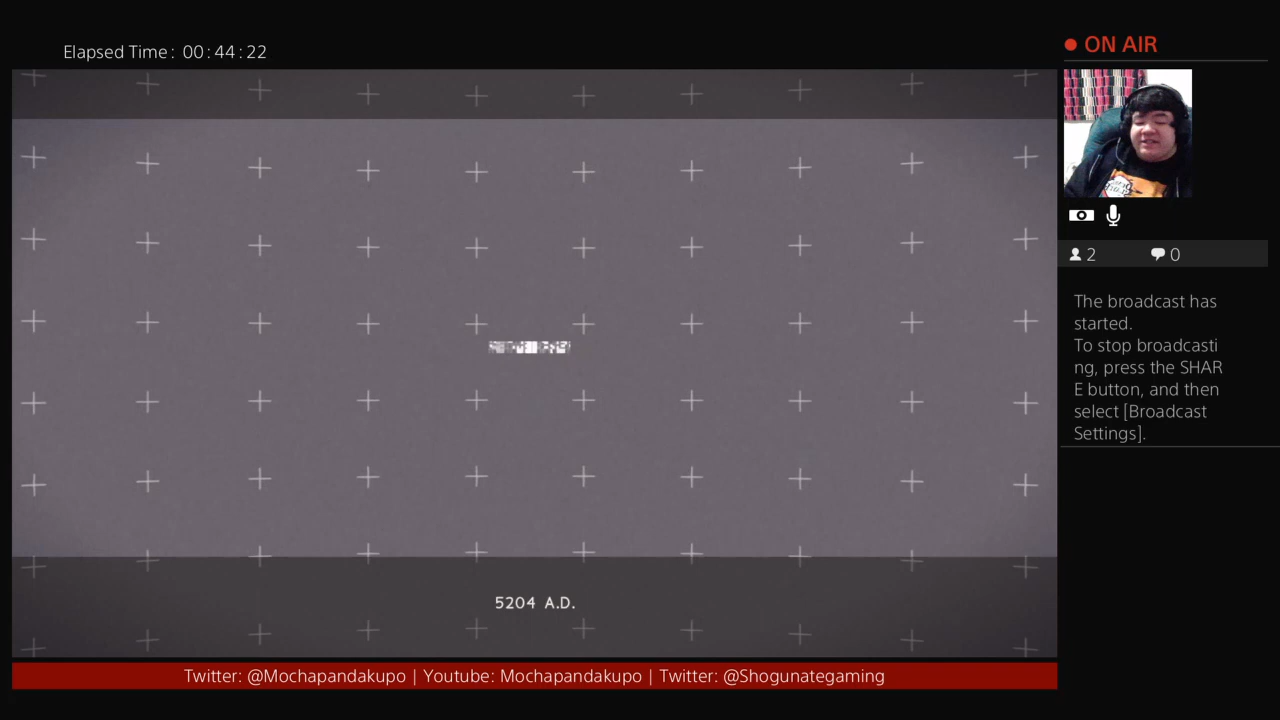 Elapsed Time: 00:44:22
ON AIR
2
0
The broadcast has
started.
To stop broadcasti
ng, press the SHAR
E button, and then
select [Broadcast
Settings].
5204 A.D.
Twitter: @Mochapandakupo | Youtube: Mochapandakupo | Twitter: @Shogunategaming